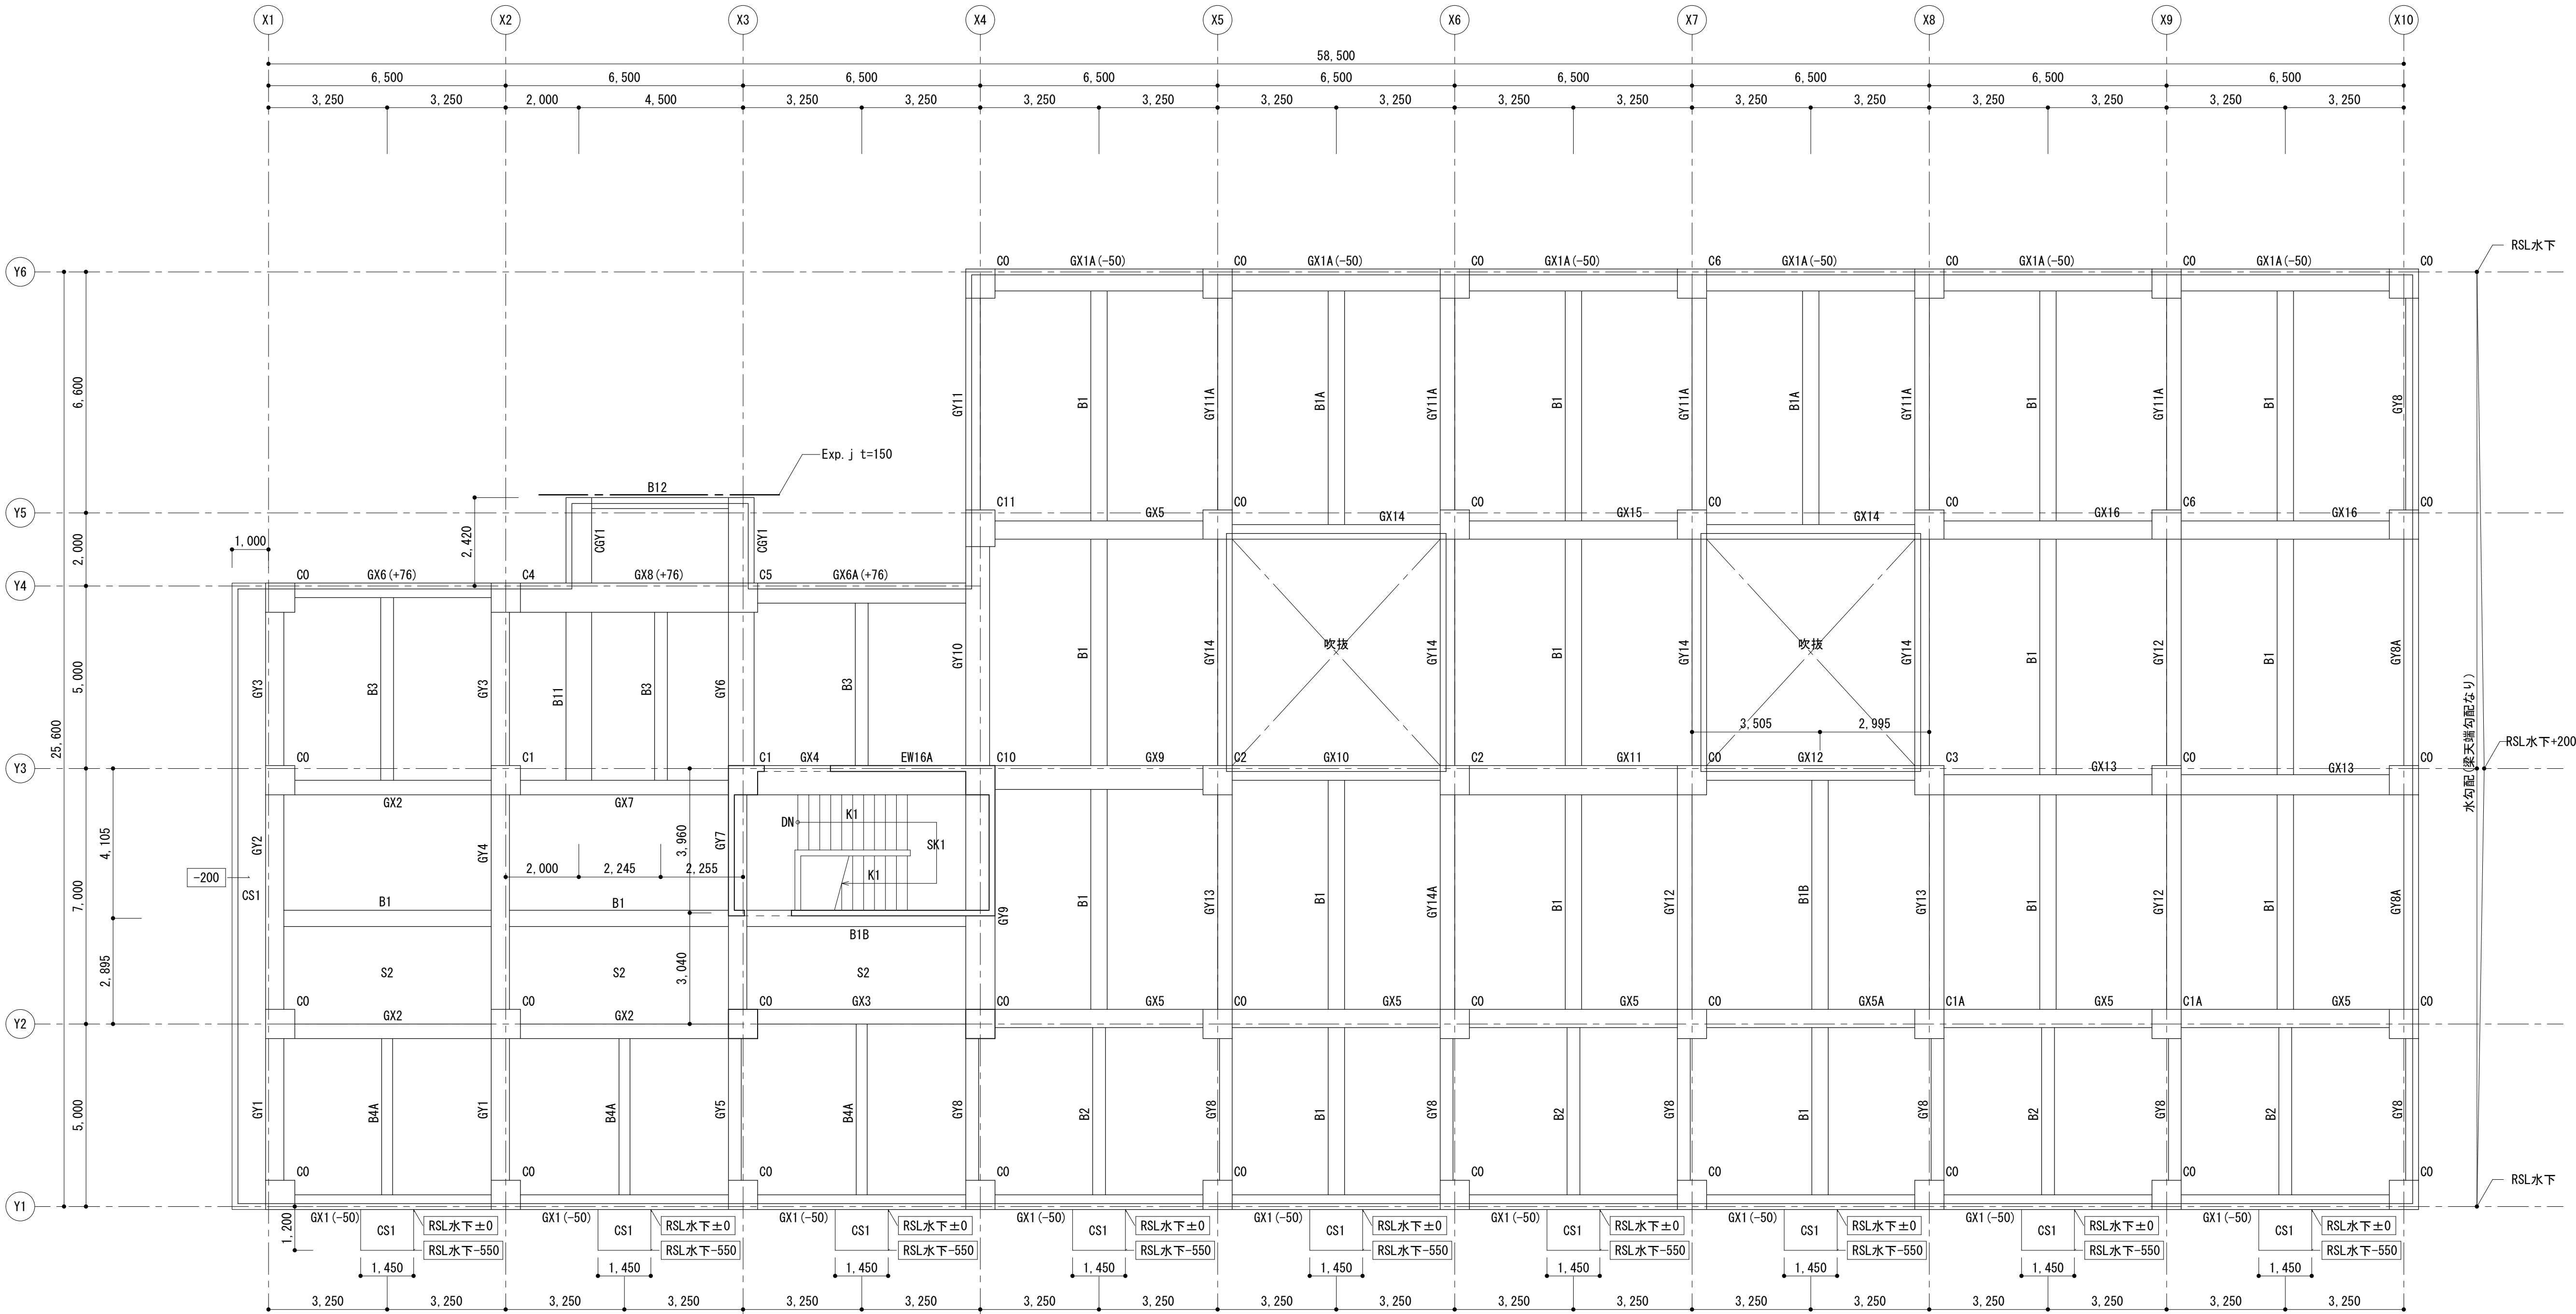 X1 X2 X3 X4 X5 X6 X7 X8 X9 X10
58,500
6,500 6,500 6,500 6,500 6,500 6,500 6,500 6,500 6,500
3,250 3,250 2,000 4,500 3,250 3,250 3,250 3,250 3,250 3,250 3,250 3,250 3,250 3,250 3,250 3,250 3,250 3,250
RSL水下
C0 GX1A(-50) C0 GX1A(-50) C0 GX1A(-50) C6 GX1A(-50) C0 GX1A(-50) C0 GX1A(-50) C0
Y6
6,600
GY11 B1 GY11A B1A GY11A B1 GY11A B1A GY11A B1 GY11A B1 GY8
Exp.j t=150
B12
C11 GX5 C0 GX14 C0 GX15 C0 GX14 C0 GX16 C6 GX16 C0
Y5
2,000
2,420
1,000
CGY1 CGY1
C0 GX6(+76) C4 GX8(+76) C5 GX6A(+76)
Y4
5,000
吹抜 吹抜
GY3 B3 GY3 B11 B3 GY6 B3 GY10 B1 GY14 GY14 B1 GY14 GY14 B1 GY12 B1 GY8A
25,600
3,505 2,995
水勾配(梁天端勾配なり)
RSL水下+200
C0 C1 C1 GX4 EW16A C10 GX9 C2 GX10 C2 GX11 C0 GX12 C3 GX13 C0 GX13 C0
Y3
GX2 GX7
4,105
7,000
3,960
DN K1
SK1
K1
GY2 GY4 GY7
2,000 2,245 2,255
-200
CS1
B1 B1
GY9 B1 GY13 B1 GY14A B1 GY12 B1B GY13 B1 GY12 B1 GY8A
B1B
2,895
3,040
S2 S2 S2
C0 C0 C0 GX3 C0 GX5 C0 GX5 C0 GX5 C0 GX5A C1A GX5 C1A GX5 C0
GX2 GX2
Y2
5,000
GY1 B4A GY1 B4A GY5 B4A GY8 B2 GY8 B1 GY8 B2 GY8 B1 GY8 B2 GY8 B2 GY8
C0 C0 C0 C0 C0 C0 C0 C0 C0 C0
RSL水下
Y1
1,200
GX1(-50) GX1(-50) GX1(-50) GX1(-50) GX1(-50) GX1(-50) GX1(-50) GX1(-50) GX1(-50)
CS1 CS1 CS1 CS1 CS1 CS1 CS1 CS1 CS1
RSL水下±0 RSL水下±0 RSL水下±0 RSL水下±0 RSL水下±0 RSL水下±0 RSL水下±0 RSL水下±0 RSL水下±0
RSL水下-550 RSL水下-550 RSL水下-550 RSL水下-550 RSL水下-550 RSL水下-550 RSL水下-550 RSL水下-550 RSL水下-550
1,450 1,450 1,450 1,450 1,450 1,450 1,450 1,450 1,450
3,250 3,250 3,250 3,250 3,250 3,250 3,250 3,250 3,250 3,250 3,250 3,250 3,250 3,250 3,250 3,250 3,250 3,250